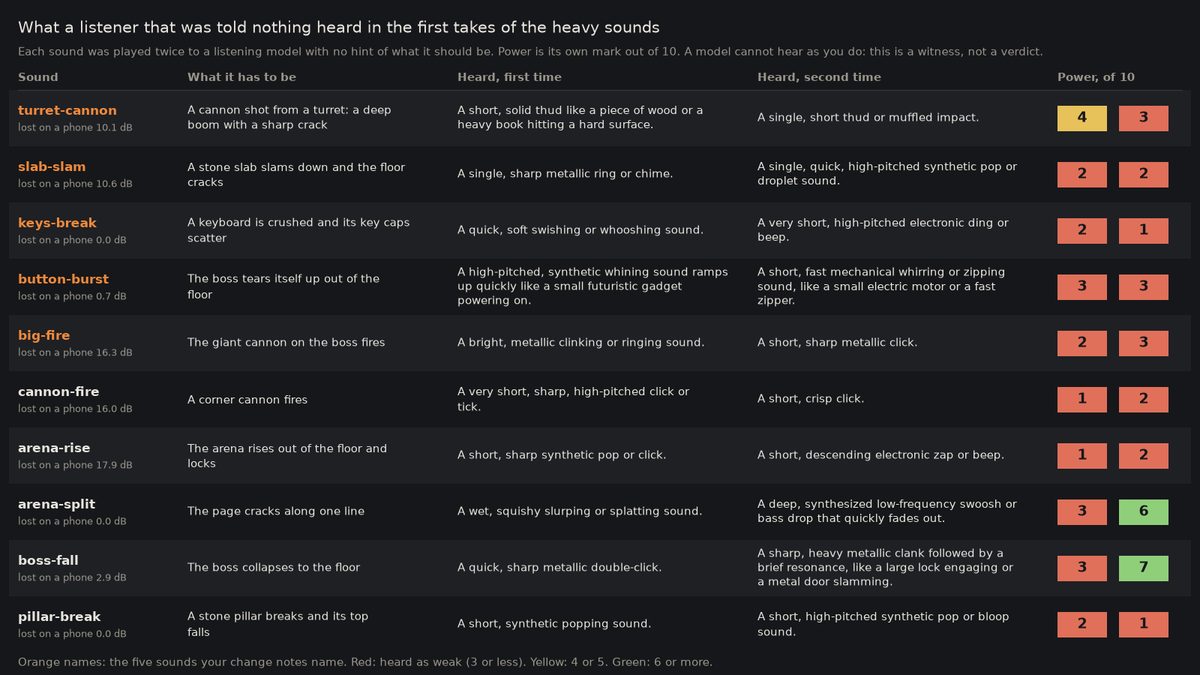 What a listener that was told nothing heard in the first takes of the heavy sounds
Each sound was played twice to a listening model with no hint of what it should be. Power is its own mark out of 10. A model cannot hear as you do: this is a witness, not a verdict.
Sound What it has to be Heard, first time Heard, second time Power, of 10
turret-cannon
lost on a phone 10.1 dB
A cannon shot from a turret: a deep
boom with a sharp crack
A short, solid thud like a piece of wood or a
heavy book hitting a hard surface.
A single, short thud or muffled impact.
4 3
slab-slam
lost on a phone 10.6 dB
A stone slab slams down and the floor
cracks
A single, sharp metallic ring or chime.
A single, quick, high-pitched synthetic pop or
droplet sound.
2 2
keys-break
lost on a phone 0.0 dB
A keyboard is crushed and its key caps
scatter
A quick, soft swishing or whooshing sound.
A very short, high-pitched electronic ding or
beep.
2 1
button-burst
lost on a phone 0.7 dB
The boss tears itself up out of the
floor
A high-pitched, synthetic whining sound ramps
up quickly like a small futuristic gadget
powering on.
A short, fast mechanical whirring or zipping
sound, like a small electric motor or a fast
zipper.
3 3
big-fire
lost on a phone 16.3 dB
The giant cannon on the boss fires
A bright, metallic clinking or ringing sound.
A short, sharp metallic click.
2 3
cannon-fire
lost on a phone 16.0 dB
A corner cannon fires
A very short, sharp, high-pitched click or
tick.
A short, crisp click.
1 2
arena-rise
lost on a phone 17.9 dB
The arena rises out of the floor and
locks
A short, sharp synthetic pop or click.
A short, descending electronic zap or beep.
1 2
arena-split
lost on a phone 0.0 dB
The page cracks along one line
A wet, squishy slurping or splatting sound.
A deep, synthesized low-frequency swoosh or
bass drop that quickly fades out.
3 6
boss-fall
lost on a phone 2.9 dB
The boss collapses to the floor
A quick, sharp metallic double-click.
A sharp, heavy metallic clank followed by a
brief resonance, like a large lock engaging or
a metal door slamming.
3 7
pillar-break
lost on a phone 0.0 dB
A stone pillar breaks and its top
falls
A short, synthetic popping sound.
A short, high-pitched synthetic pop or bloop
sound.
2 1
Orange names: the five sounds your change notes name. Red: heard as weak (3 or less). Yellow: 4 or 5. Green: 6 or more.